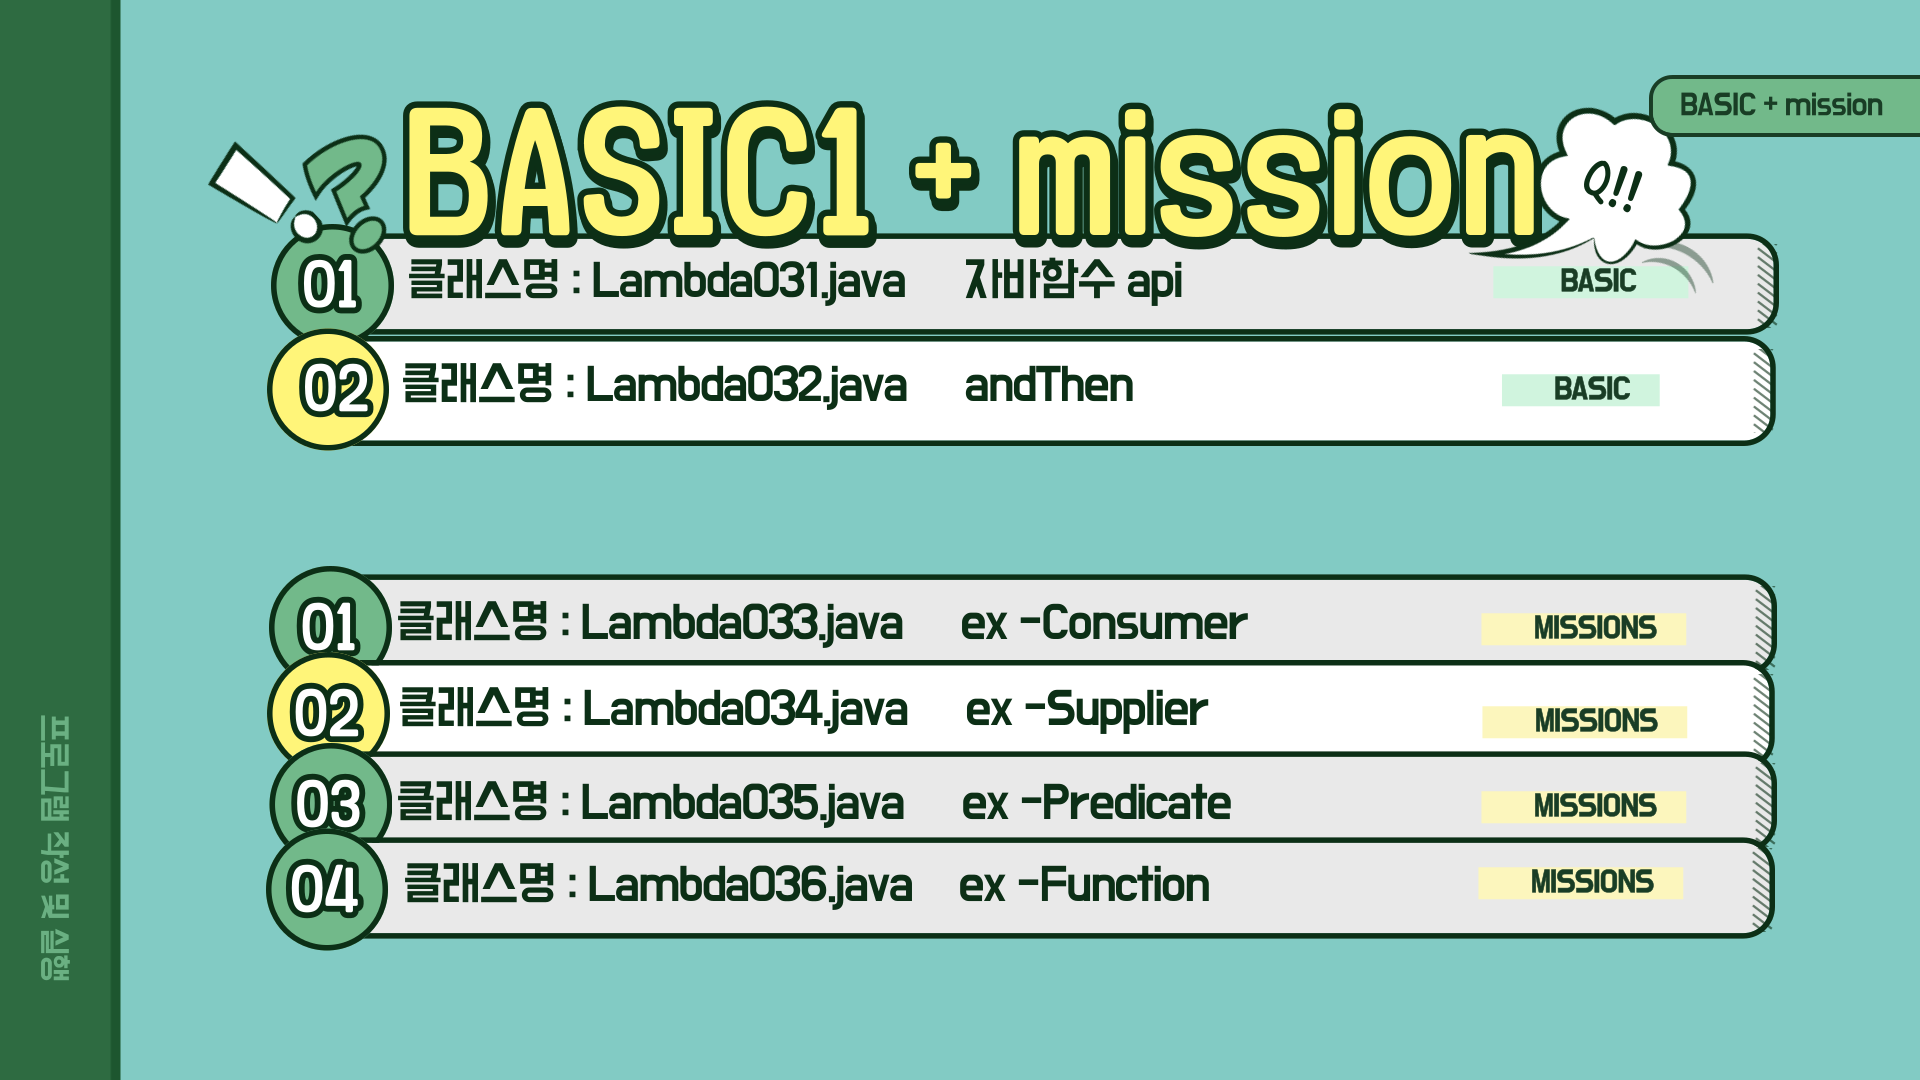 BASIC + mission
BASIC1 + mission
Q!!
01 클래스명 : Lambda031.java 자바함수 api BASIC
02 클래스명 : Lambda032.java andThen BASIC
01 클래스명 : Lambda033.java ex -Consumer MISSIONS
02 클래스명 : Lambda034.java ex -Supplier MISSIONS
03 클래스명 : Lambda035.java ex -Predicate MISSIONS
04 클래스명 : Lambda036.java ex -Function MISSIONS
프로그램 작성 및 실행